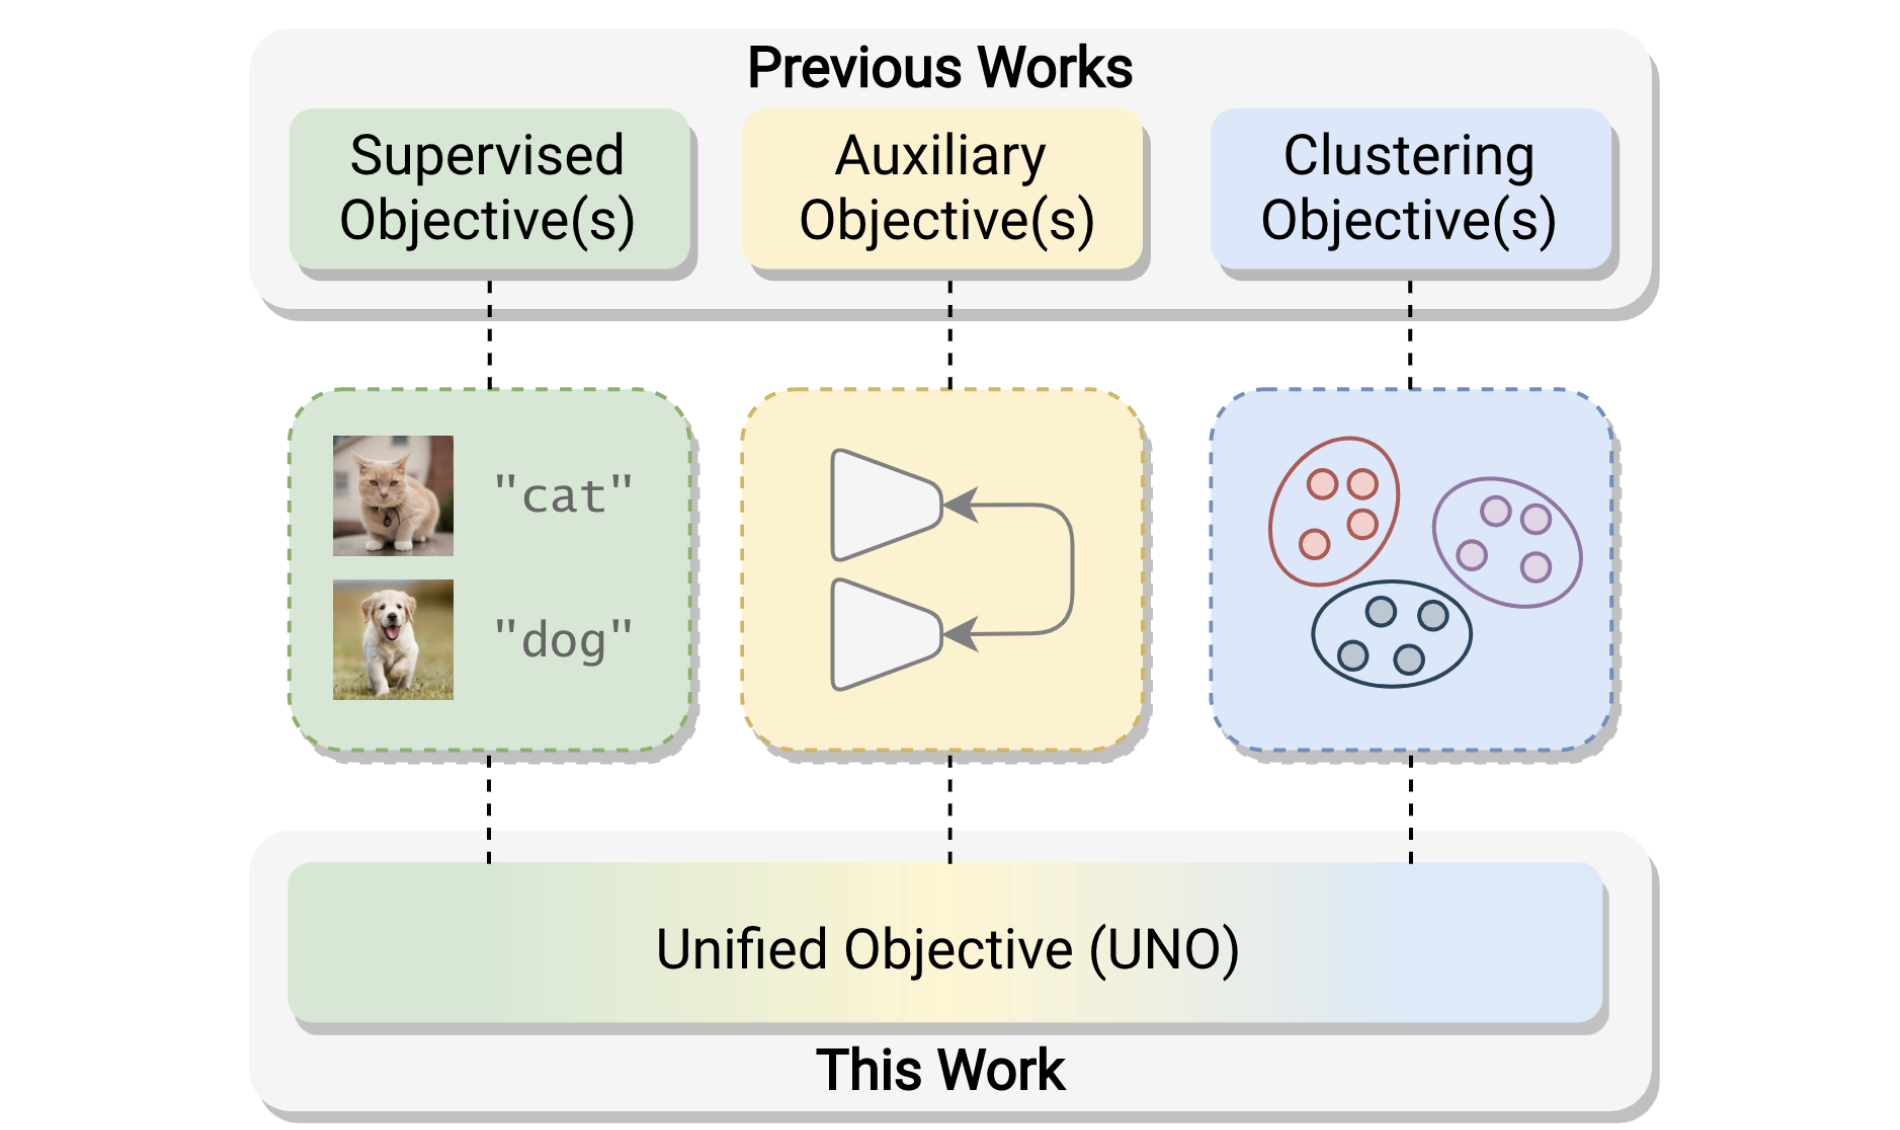 Previous Works
Supervised
Objective(s)
Auxiliary
Objective(s)
Clustering
Objective(s)
"cat"
"dog"
Unified Objective (UNO)
This Work